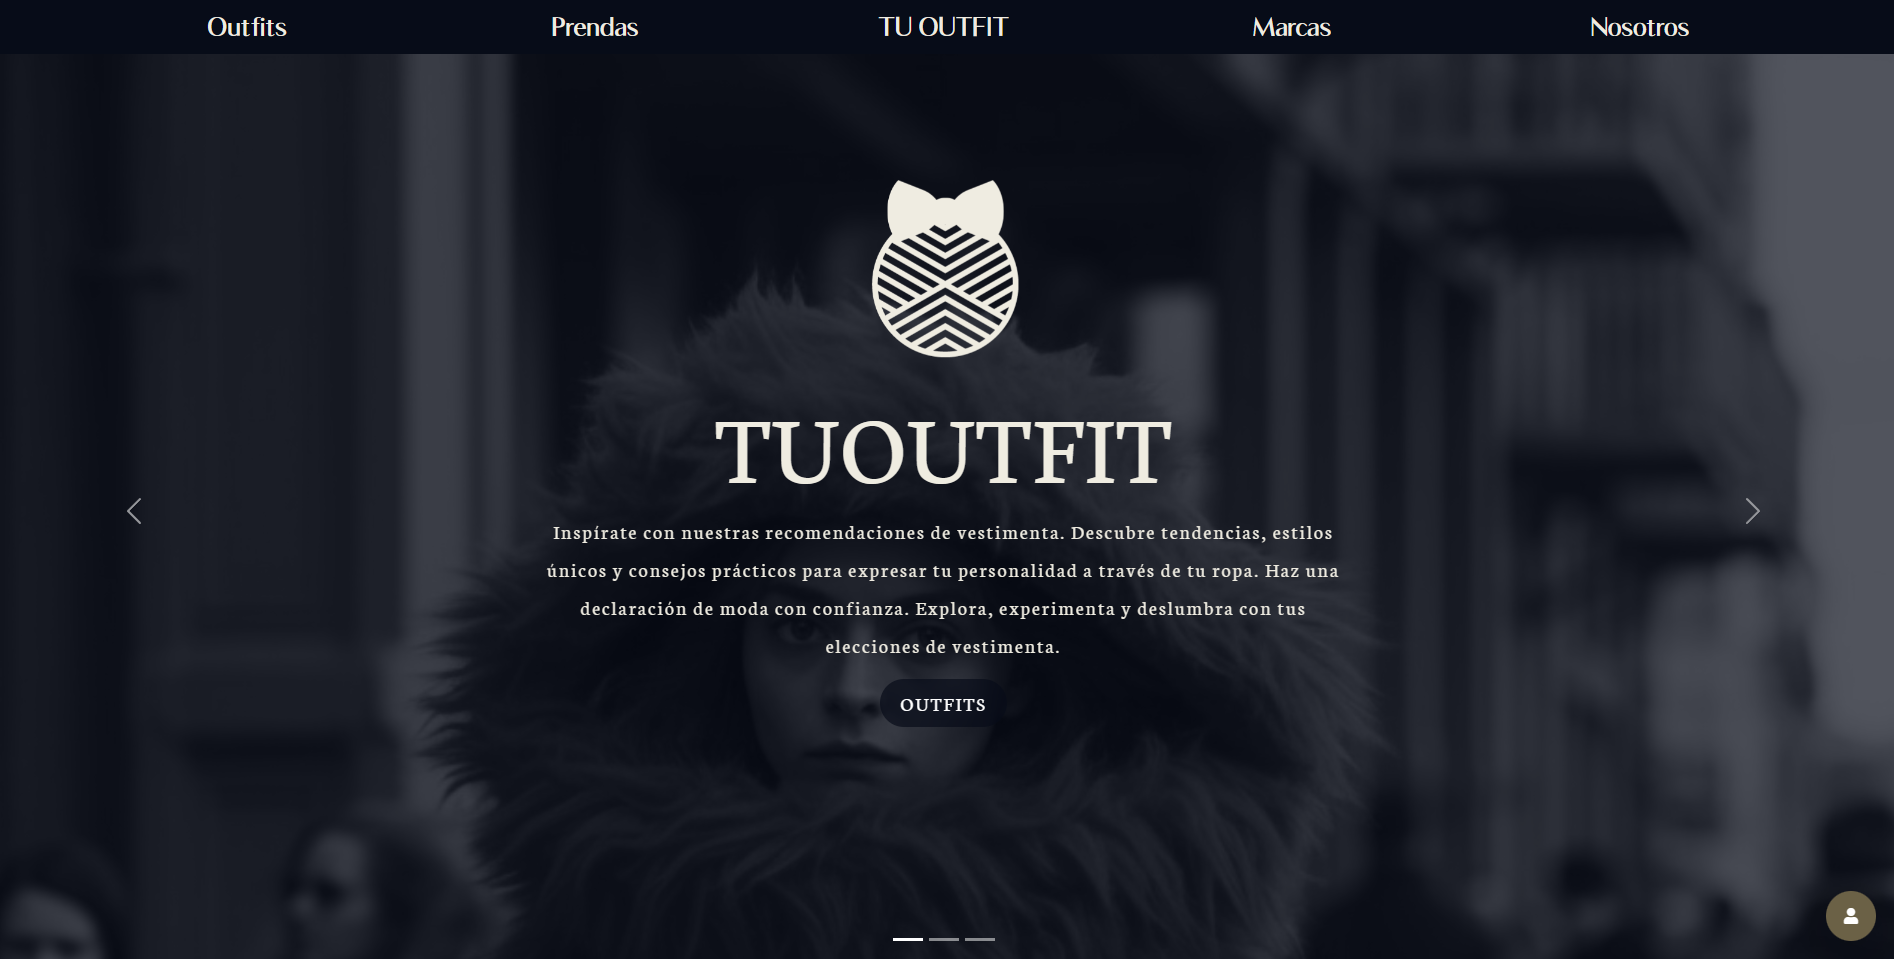 Outfits
Prendas
TU OUTFIT
Marcas
Nosotros
TUOUTFIT
Inspírate con nuestras recomendaciones de vestimenta. Descubre tendencias, estilos
únicos y consejos prácticos para expresar tu personalidad a través de tu ropa. Haz una
declaración de moda con confianza. Explora, experimenta y deslumbra con tus
elecciones de vestimenta.
OUTFITS